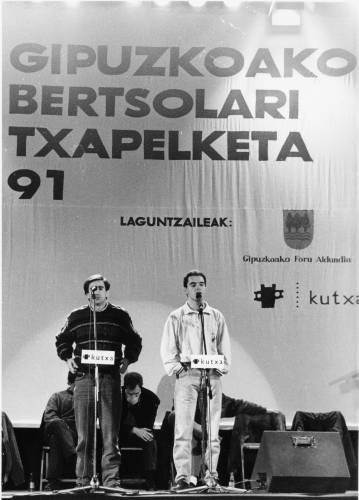 GIPUZKOAKO
BERTSOLARI
TXAPELKETA
91
LAGUNTZAILEAK:
Gipuzkoako Foru Aldundia
kutxa
kutxa
kutxa